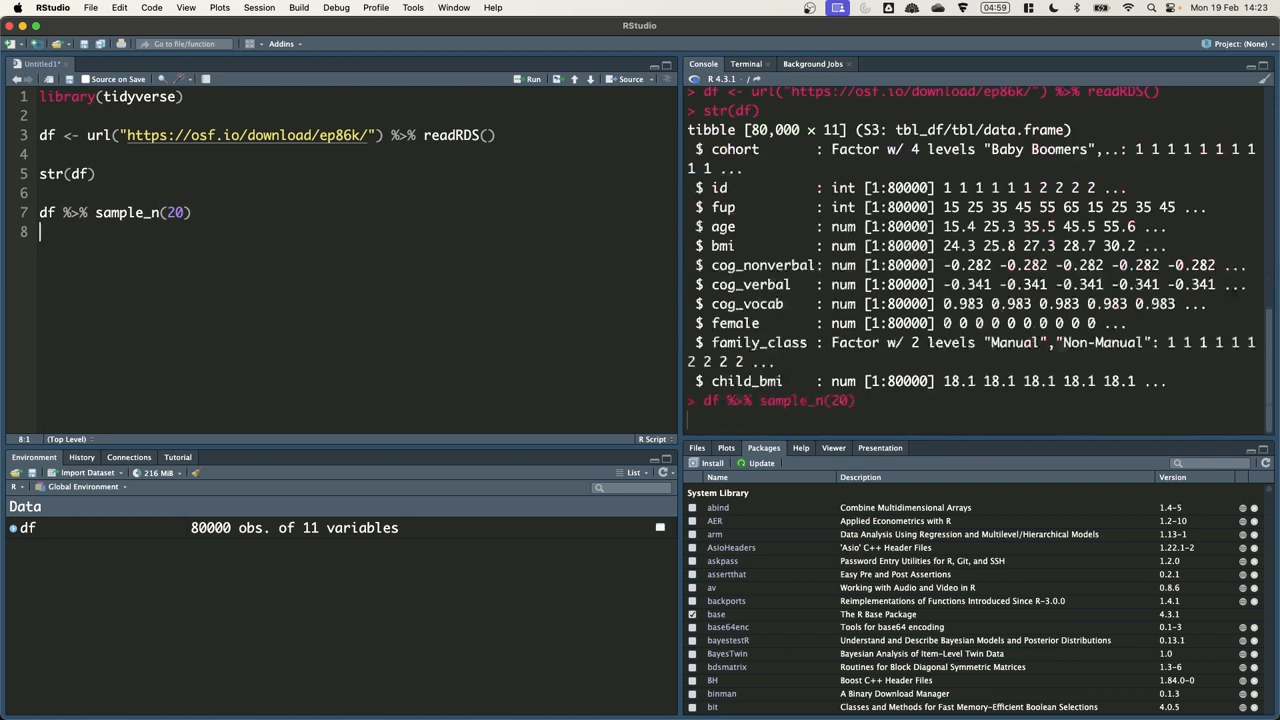 RStudio File Edit Code View Plots Session Build Debug Profile Tools Window Help 04:59 Mon 19 Feb 14:23
RStudio
Go to file/function Addins Project: (None)
Untitled1*
Source on Save Run Source
1 library(tidyverse)
2
3 df <- url("https://osf.io/download/ep86k/") %>% readRDS()
4
5 str(df)
6
7 df %>% sample_n(20)
8
8:1 (Top Level) R Script
Console Terminal Background Jobs
R 4.3.1 · ~/
> df <- url("https://osf.io/download/ep86k/") %>% readRDS()
> str(df)
tibble [80,000 × 11] (S3: tbl_df/tbl/data.frame)
$ cohort : Factor w/ 4 levels "Baby Boomers",..: 1 1 1 1 1 1 1 1
1 1 ...
$ id : int [1:80000] 1 1 1 1 1 1 2 2 2 2 ...
$ fup : int [1:80000] 15 25 35 45 55 65 15 25 35 45 ...
$ age : num [1:80000] 15.4 25.3 35.5 45.5 55.6 ...
$ bmi : num [1:80000] 24.3 25.8 27.3 28.7 30.2 ...
$ cog_nonverbal: num [1:80000] -0.282 -0.282 -0.282 -0.282 -0.282 ...
$ cog_verbal : num [1:80000] -0.341 -0.341 -0.341 -0.341 -0.341 ...
$ cog_vocab : num [1:80000] 0.983 0.983 0.983 0.983 0.983 ...
$ female : num [1:80000] 0 0 0 0 0 0 0 0 0 0 ...
$ family_class : Factor w/ 2 levels "Manual","Non-Manual": 1 1 1 1 1 1
2 2 2 2 ...
$ child_bmi : num [1:80000] 18.1 18.1 18.1 18.1 18.1 ...
> df %>% sample_n(20)
Environment History Connections Tutorial
Import Dataset 216 MiB List
R Global Environment
Data
df 80000 obs. of 11 variables
Files Plots Packages Help Viewer Presentation
Install Update
Name Description Version
System Library
abind Combine Multidimensional Arrays 1.4-5
AER Applied Econometrics with R 1.2-10
arm Data Analysis Using Regression and Multilevel/Hierarchical Models 1.13-1
AsioHeaders 'Asio' C++ Header Files 1.22.1-2
askpass Password Entry Utilities for R, Git, and SSH 1.2.0
assertthat Easy Pre and Post Assertions 0.2.1
av Working with Audio and Video in R 0.8.6
backports Reimplementations of Functions Introduced Since R-3.0.0 1.4.1
base The R Base Package 4.3.1
base64enc Tools for base64 encoding 0.1-3
bayestestR Understand and Describe Bayesian Models and Posterior Distributions 0.13.1
BayesTwin Bayesian Analysis of Item-Level Twin Data 1.0
bdsmatrix Routines for Block Diagonal Symmetric Matrices 1.3-6
BH Boost C++ Header Files 1.84.0-0
binman A Binary Download Manager 0.1.3
bit Classes and Methods for Fast Memory-Efficient Boolean Selections 4.0.5